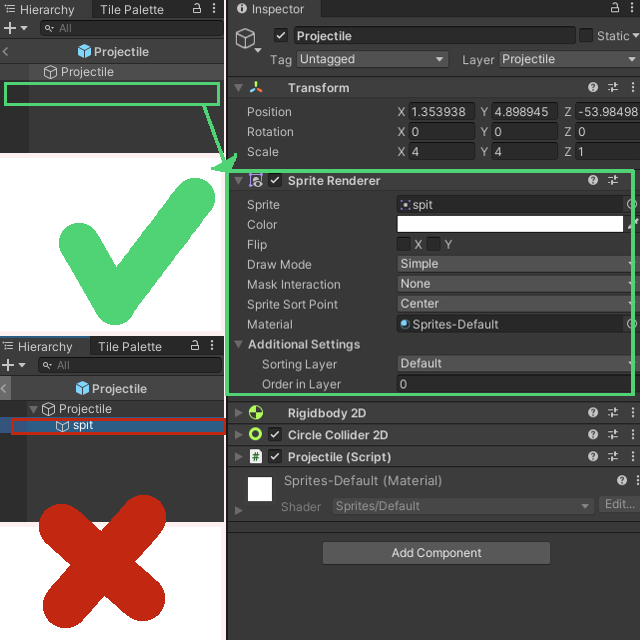 Hierarchy
Tile Palette
All
Projectile
Projectile
Hierarchy
Tile Palette
All
Projectile
Projectile
spit
Inspector
Projectile
Static
Tag Untagged Layer Projectile
Transform
Position X 1.353938 Y 4.898945 Z -53.98498
Rotation X 0 Y 0 Z 0
Scale X 4 Y 4 Z 1
Sprite Renderer
Sprite spit
Color
Flip X Y
Draw Mode Simple
Mask Interaction None
Sprite Sort Point Center
Material Sprites-Default
Additional Settings
Sorting Layer Default
Order in Layer 0
Rigidbody 2D
Circle Collider 2D
# Projectile (Script)
Sprites-Default (Material)
Shader Sprites/Default Edit...
Add Component